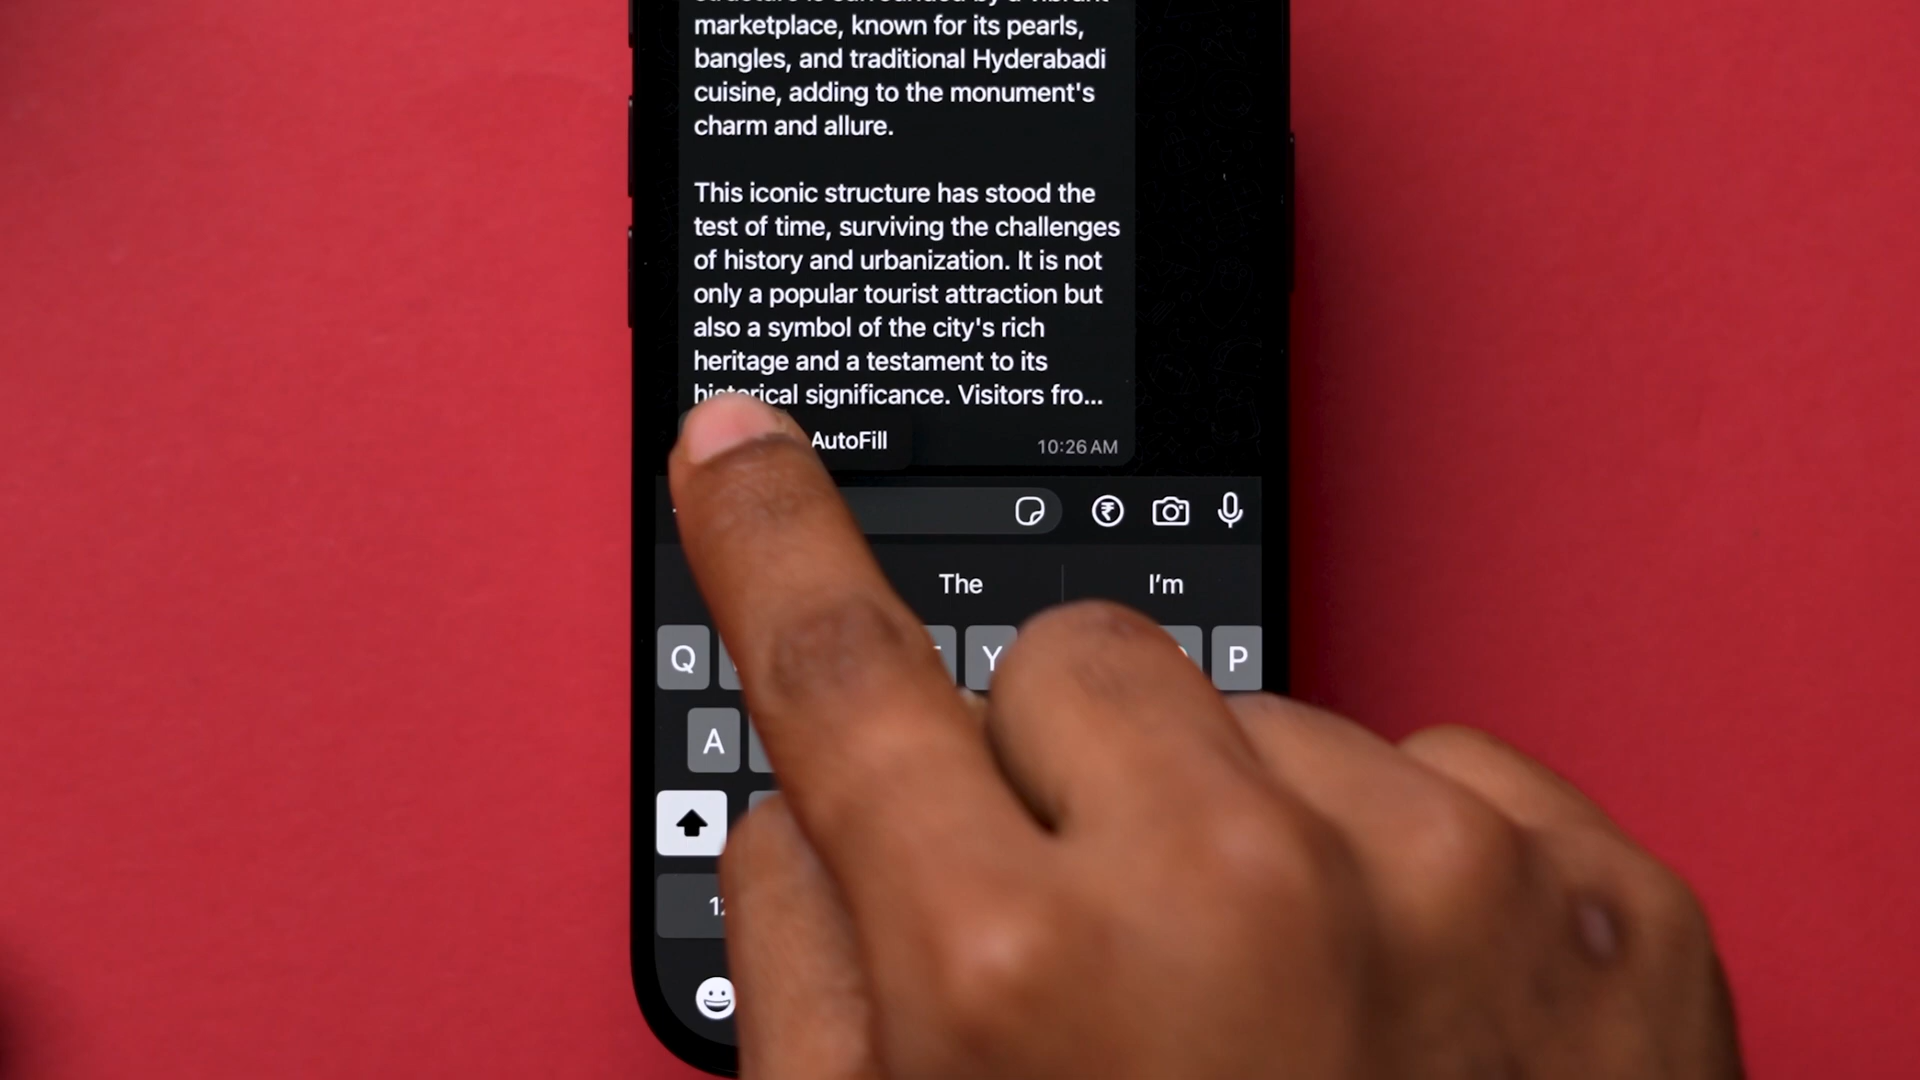 marketplace, known for its pearls,
bangles, and traditional Hyderabadi
cuisine, adding to the monument's
charm and allure.
This iconic structure has stood the
test of time, surviving the challenges
of history and urbanization. It is not
only a popular tourist attraction but
also a symbol of the city's rich
heritage and a testament to its
historical significance. Visitors fro...
AutoFill
10:26 AM
The I'm
Q Y P
A